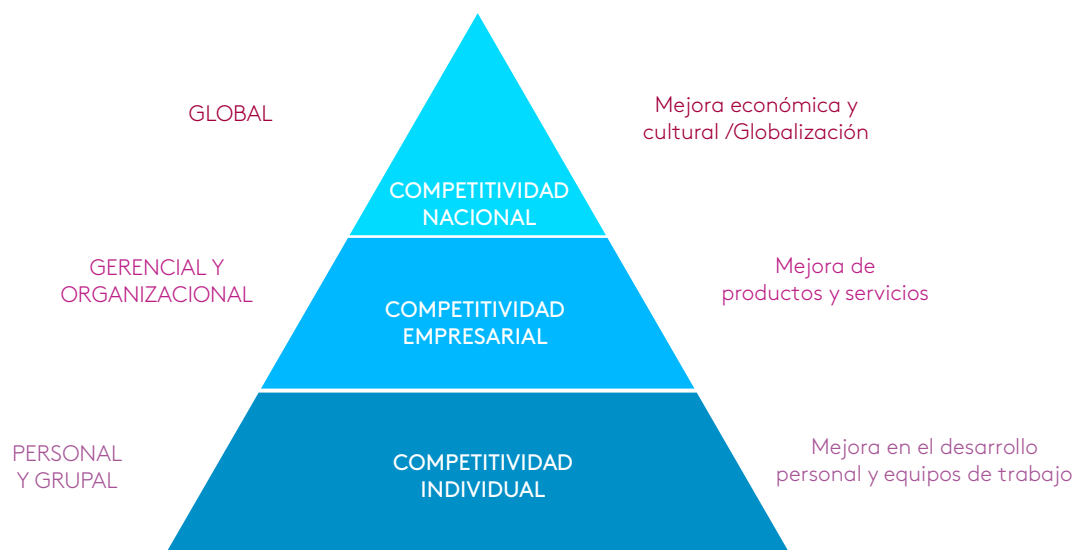 GLOBAL
Mejora económica y
cultural /Globalización
COMPETITIVIDAD
NACIONAL
GERENCIAL Y
ORGANIZACIONAL
COMPETITIVIDAD
EMPRESARIAL
Mejora de
productos y servicios
PERSONAL
Y GRUPAL
COMPETITIVIDAD
INDIVIDUAL
Mejora en el desarrollo
personal y equipos de trabajo